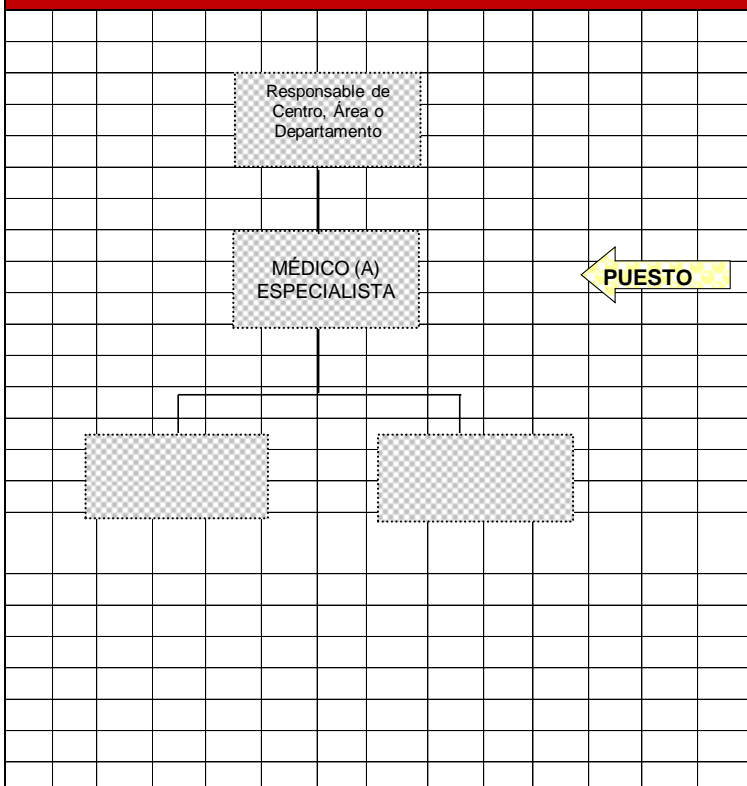 Responsable de
Centro, Área o
Departamento
MÉDICO (A)
ESPECIALISTA
PUESTO